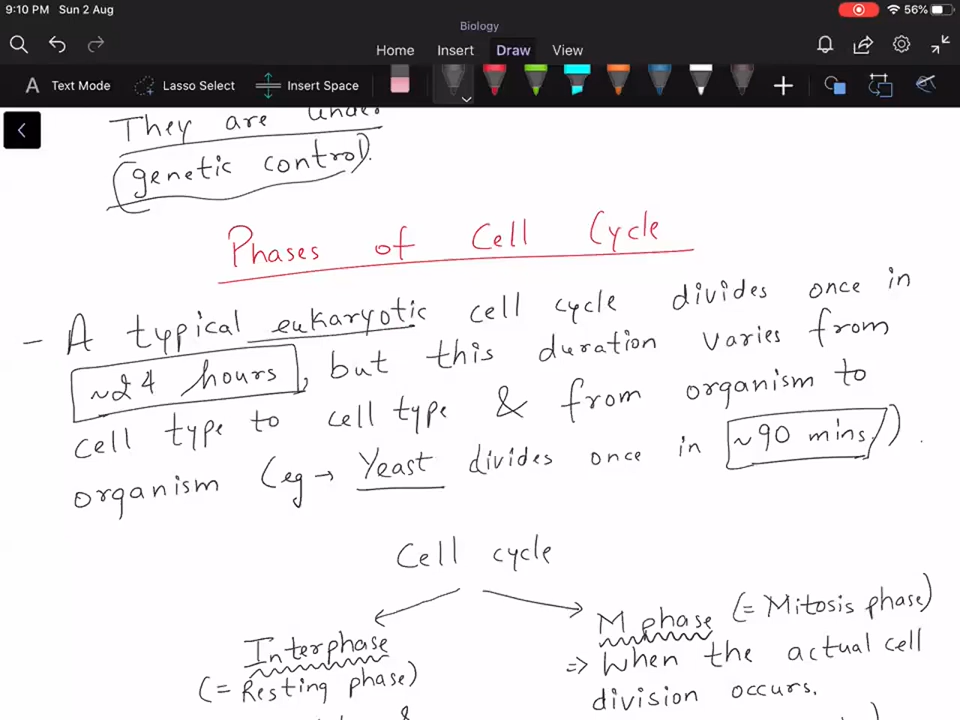 9:10 PM Sun 2 Aug
56%
Biology
Home Insert Draw View
Text Mode Lasso Select Insert Space
They are under
genetic control.
Phases of Cell Cycle
- A typical eukaryotic cell cycle divides once in
~24 hours, but this duration varies from
cell type to cell type & from organism to
organism (eg → Yeast divides once in ~90 mins.)).
Cell cycle
Interphase
(= Resting phase)
M phase (= Mitosis phase)
=> When the actual cell
division occurs.